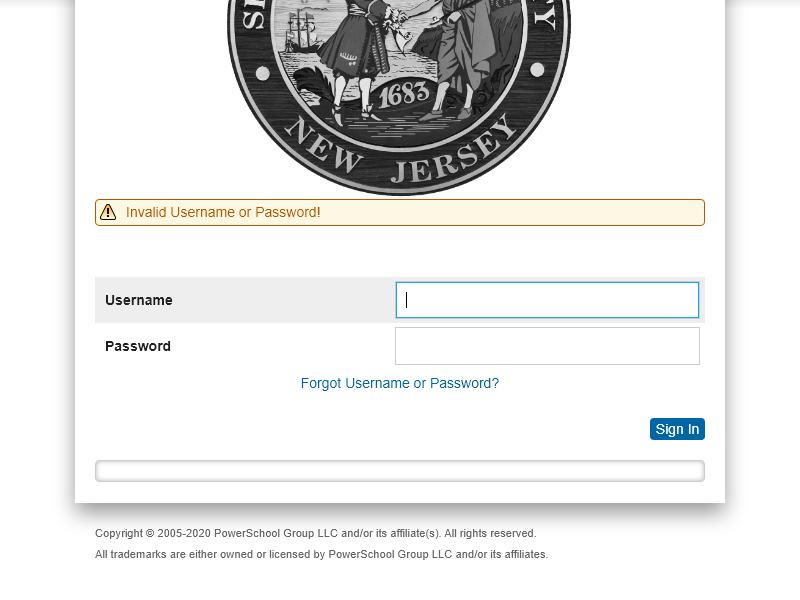 1683
NEW JERSEY
Invalid Username or Password!
Username
Password
Forgot Username or Password?
Sign In
Copyright © 2005-2020 PowerSchool Group LLC and/or its affiliate(s). All rights reserved.
All trademarks are either owned or licensed by PowerSchool Group LLC and/or its affiliates.